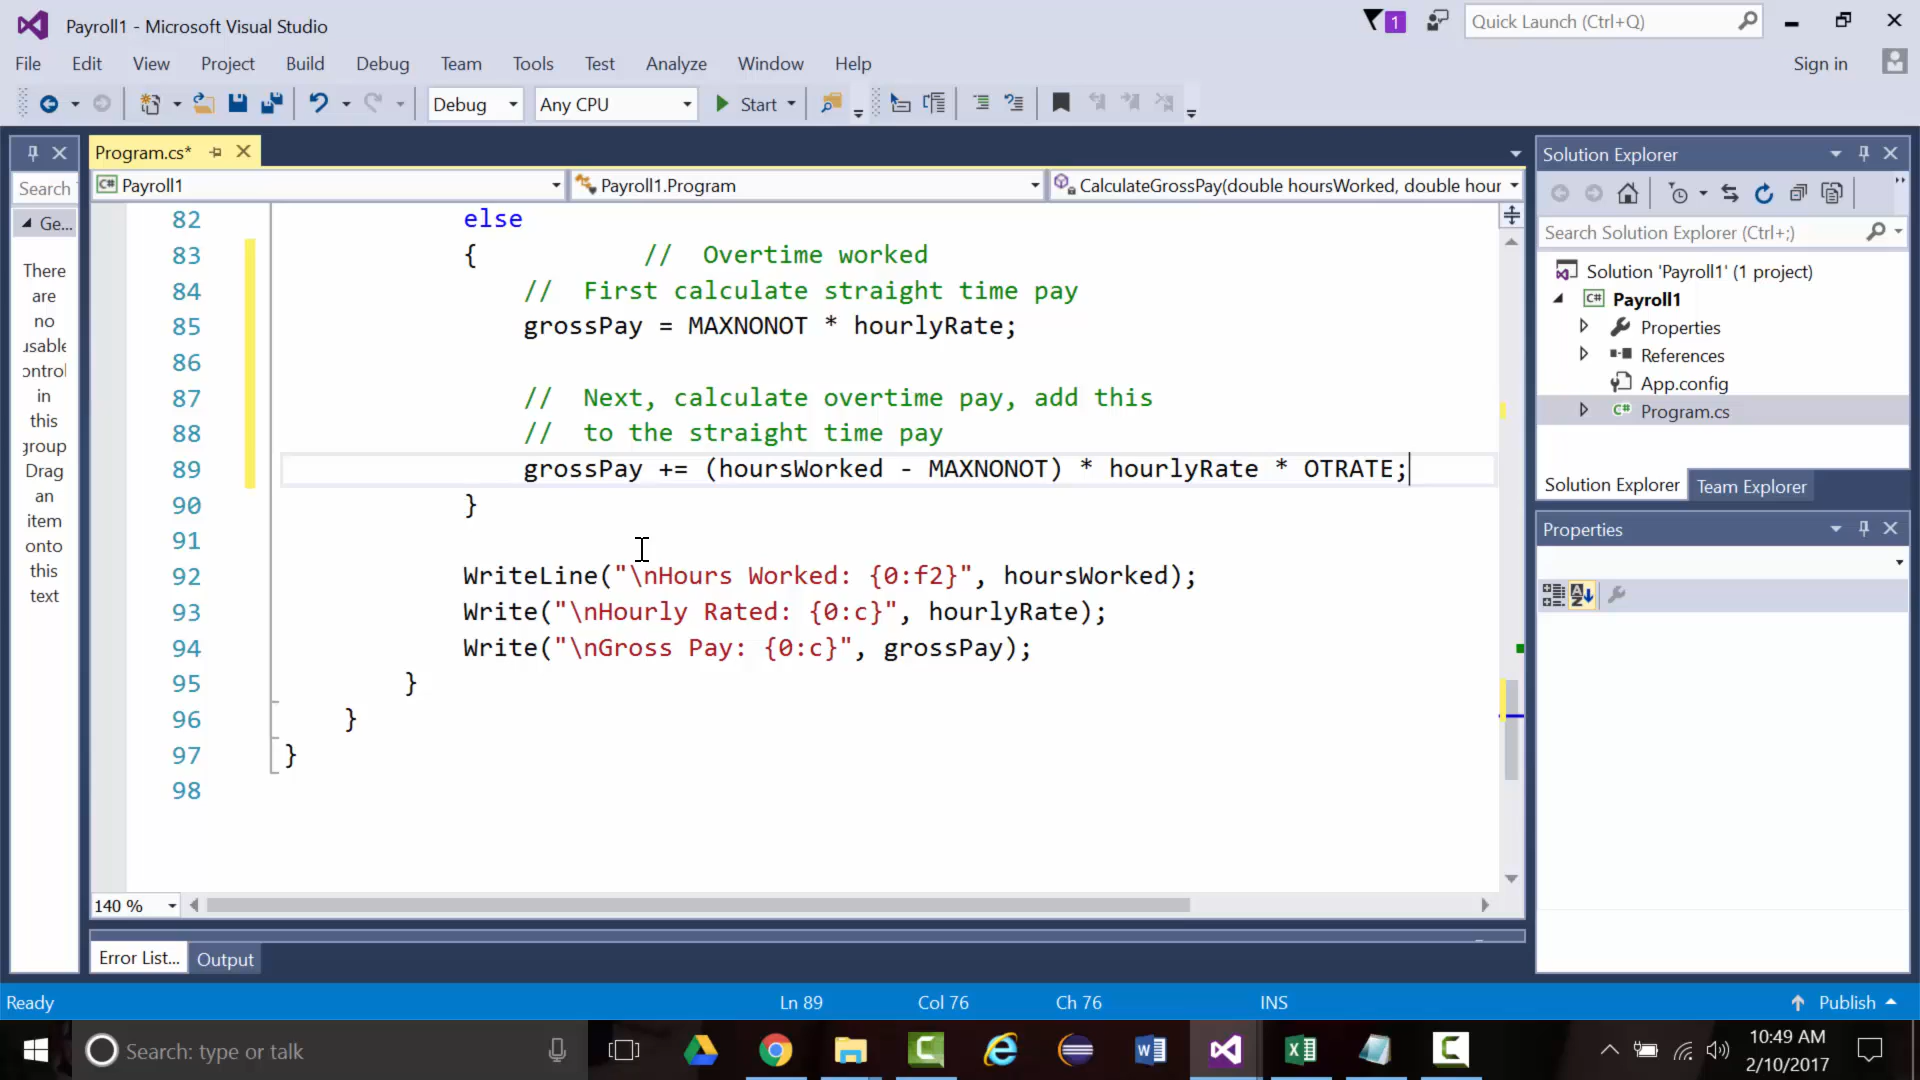 Payroll1 - Microsoft Visual Studio
1
Quick Launch (Ctrl+Q)
File Edit View Project Build Debug Team Tools Test Analyze Window Help
Sign in
Debug Any CPU Start
Program.cs*
Payroll1 Payroll1.Program CalculateGrossPay(double hoursWorked, double hour
Search
Ge...
There
are
no
usable
control
in
this
group
Drag
an
item
onto
this
text
82 else
83 { // Overtime worked
84 // First calculate straight time pay
85 grossPay = MAXNONOT * hourlyRate;
86
87 // Next, calculate overtime pay, add this
88 // to the straight time pay
89 grossPay += (hoursWorked - MAXNONOT) * hourlyRate * OTRATE;
90 }
91
92 WriteLine("\nHours Worked: {0:f2}", hoursWorked);
93 Write("\nHourly Rated: {0:c}", hourlyRate);
94 Write("\nGross Pay: {0:c}", grossPay);
95 }
96 }
97 }
98
140 %
Error List... Output
Solution Explorer
Search Solution Explorer (Ctrl+;)
Solution 'Payroll1' (1 project)
C# Payroll1
Properties
References
App.config
C# Program.cs
Solution Explorer Team Explorer
Properties
Ready Ln 89 Col 76 Ch 76 INS Publish
Search: type or talk
10:49 AM
2/10/2017